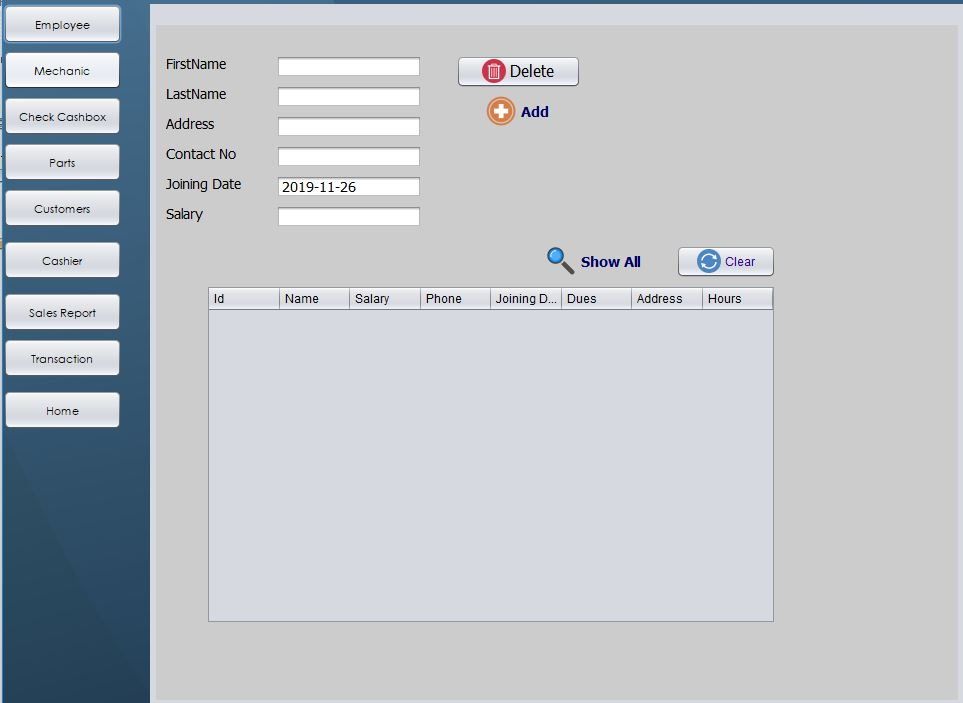 Employee
Mechanic
Check Cashbox
Parts
Customers
Cashier
Sales Report
Transaction
Home
FirstName
LastName
Address
Contact No
Joining Date 2019-11-26
Salary
Delete
Add
Show All Clear
Id Name Salary Phone Joining D... Dues Address Hours